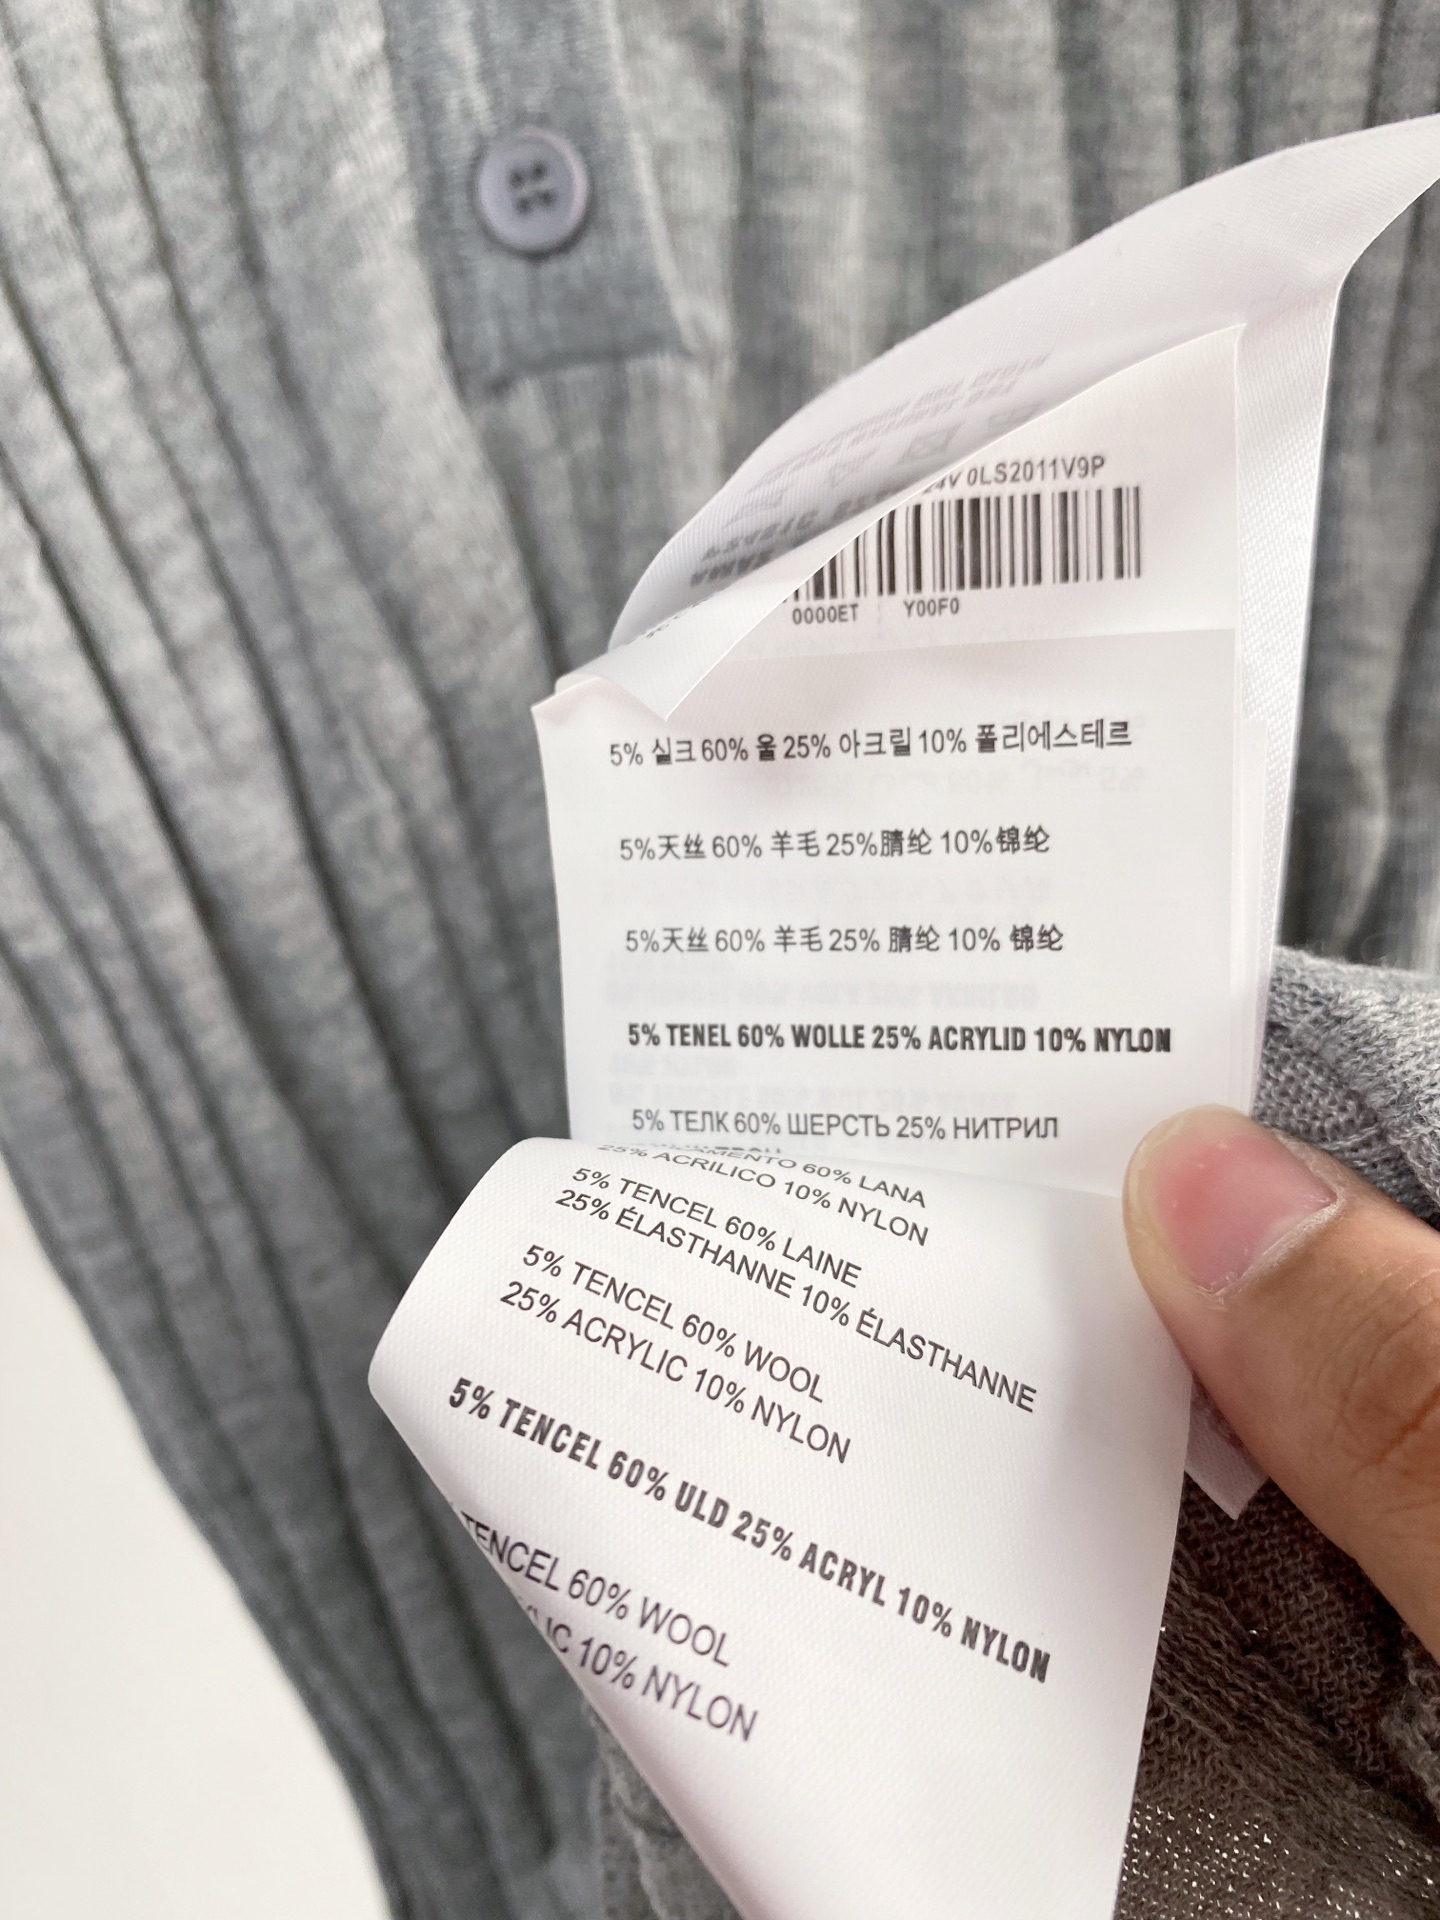 24V 0LS2011V9P
0000ET Y00F0
5% 실크 60% 울 25% 아크릴 10% 폴리에스테르
5%天丝 60% 羊毛 25%腈纶 10%锦纶
5%天丝 60% 羊毛 25% 腈纶 10% 锦纶
5% TENEL 60% WOLLE 25% ACRYLID 10% NYLON
5% ТЕЛК 60% ШЕРСТЬ 25% НИТРИЛ
60% LANA
25% ACRILICO 10% NYLON
5% TENCEL 60% LAINE
25% ÉLASTHANNE 10% ÉLASTHANNE
5% TENCEL 60% WOOL
25% ACRYLIC 10% NYLON
5% TENCEL 60% ULD 25% ACRYL 10% NYLON
TENCEL 60% WOOL
10% NYLON